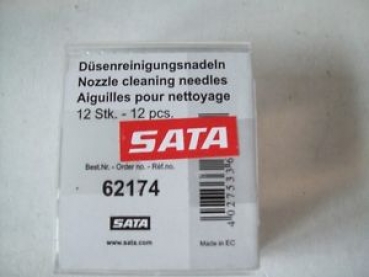 Düsenreinigungsnadeln
Nozzle cleaning needles
Aiguilles pour nettoyage
12 Stk. - 12 pcs.
SATA
Best.Nr. - Order no. - Réf.no.
62174
SATA
www.sata.com
Made in EC